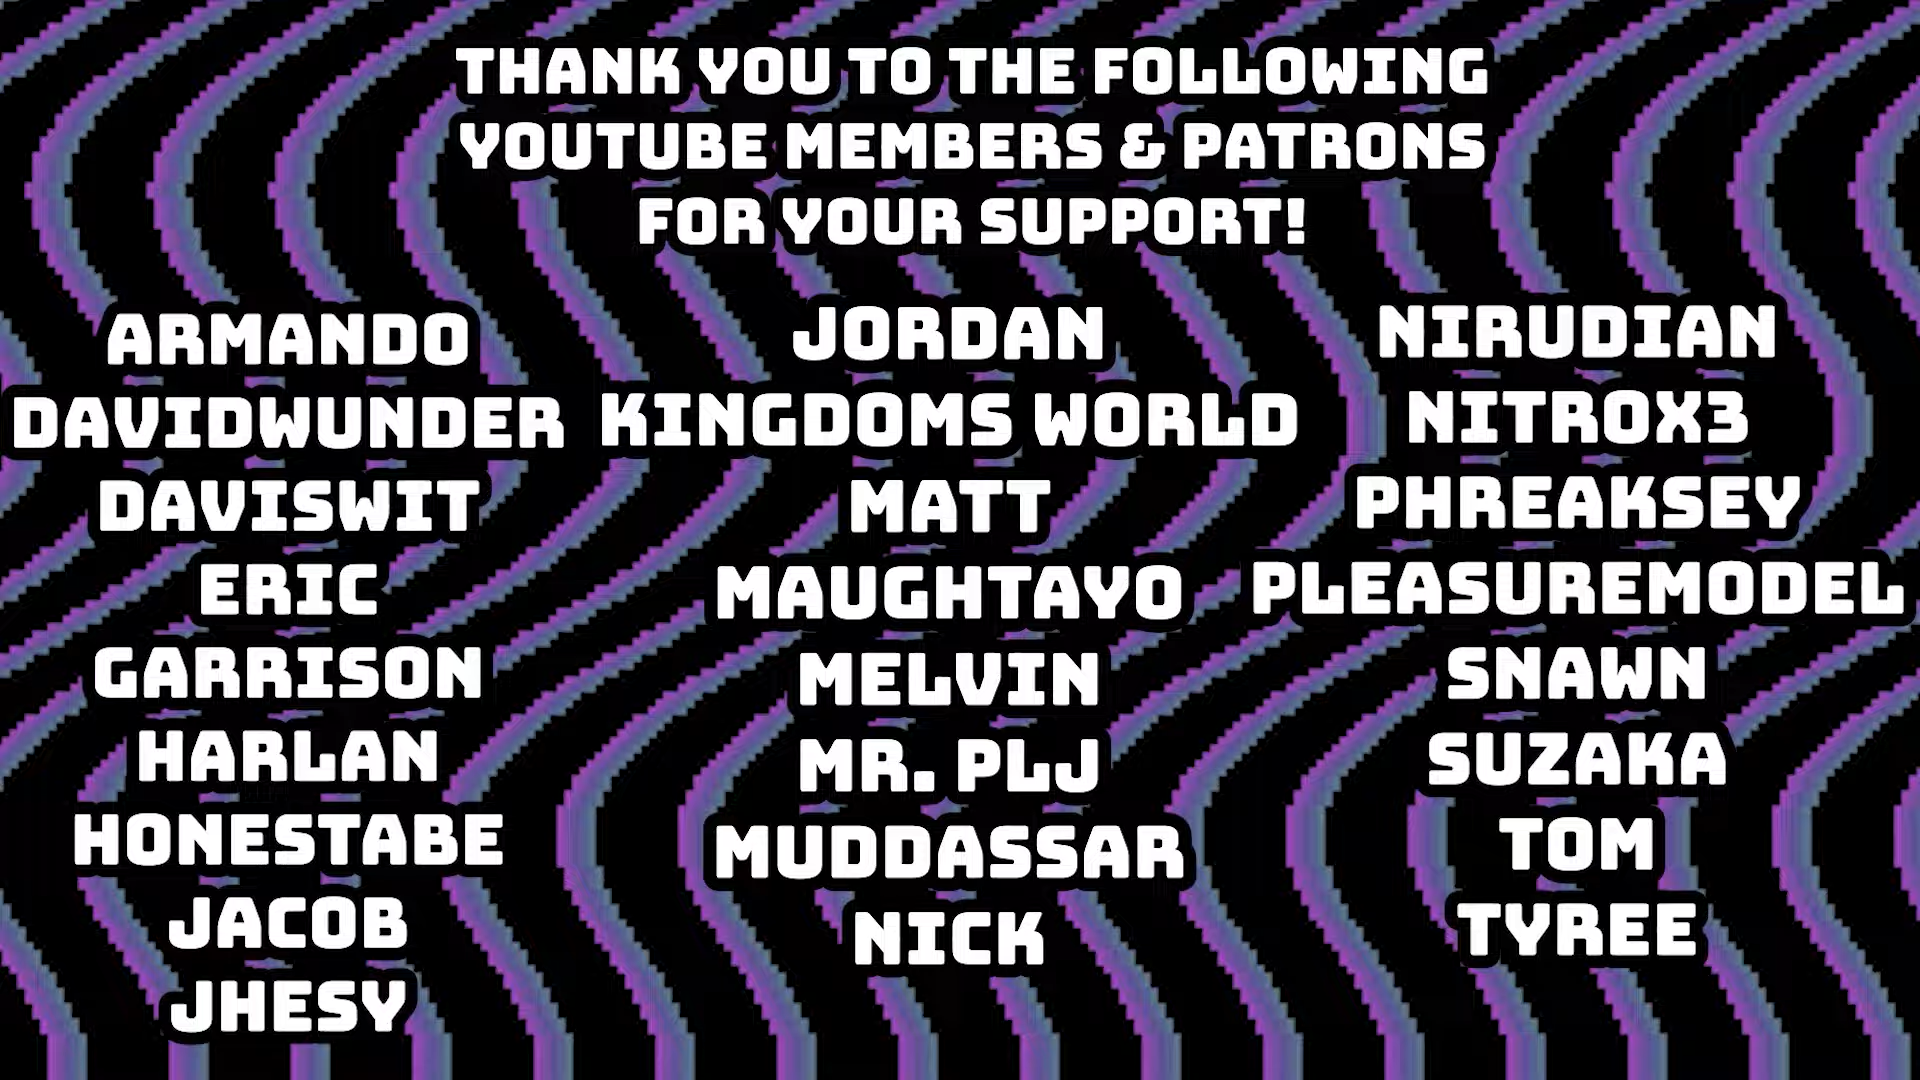 THANK YOU TO THE FOLLOWING
YOUTUBE MEMBERS & PATRONS
FOR YOUR SUPPORT!
ARMANDO
DAVIDWUNDER
DAVISWIT
ERIC
GARRISON
HARLAN
HONESTABE
JACOB
JHESY
JORDAN
KINGDOMS WORLD
MATT
MAUGHTAYO
MELVIN
MR. PLJ
MUDDASSAR
NICK
NIRUDIAN
NITROX3
PHREAKSEY
PLEASUREMODEL
SNAWN
SUZAKA
TOM
TYREE